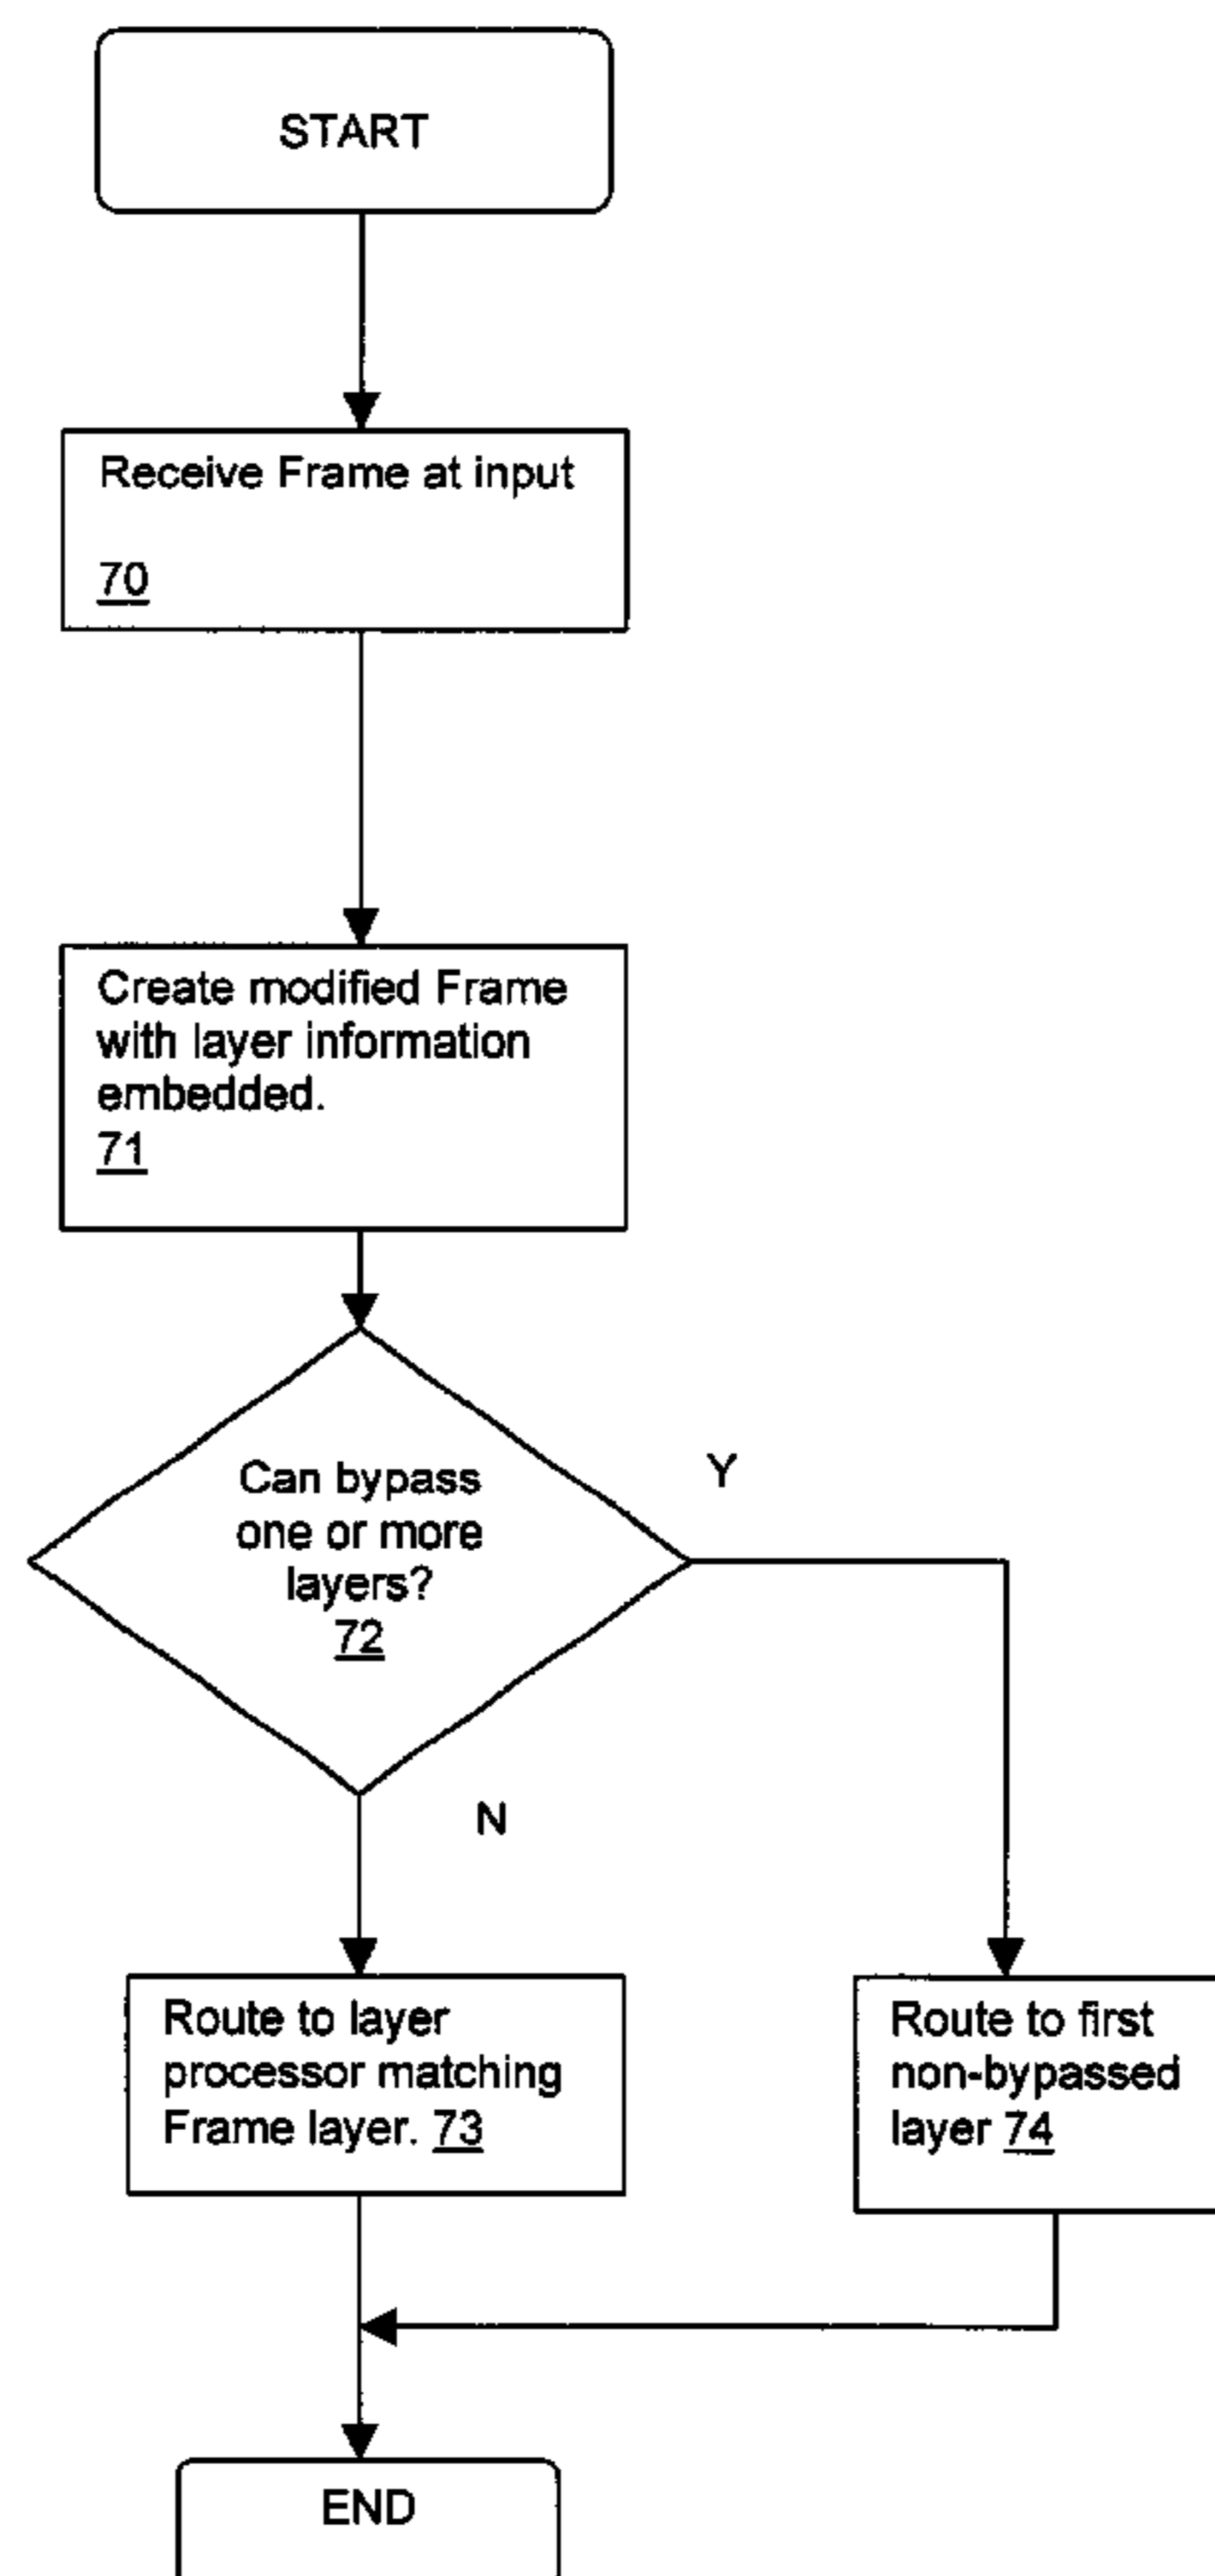 START
Receive Frame at input
70
Create modified Frame
with layer information
embedded.
71
Can bypass
one or more
layers?
72
Y
N
Route to layer
processor matching
Frame layer. 73
Route to first
non-bypassed
layer 74
END